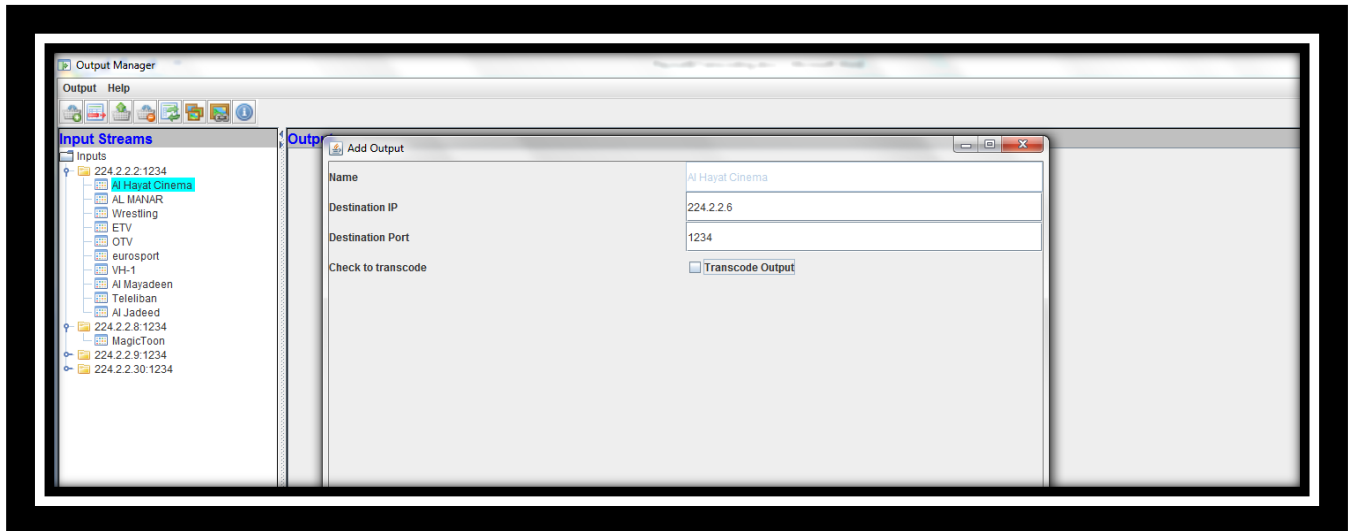 Output Manager
Output Help
Input Streams
Inputs
224.2.2.2:1234
Al Hayat Cinema
AL MANAR
Wrestling
ETV
OTV
eurosport
VH-1
Al Mayadeen
Teleliban
Al Jadeed
224.2.2.8:1234
MagicToon
224.2.2.9:1234
224.2.2.30:1234
Outp
Add Output
Name Al Hayat Cinema
Destination IP 224.2.2.6
Destination Port 1234
Check to transcode Transcode Output